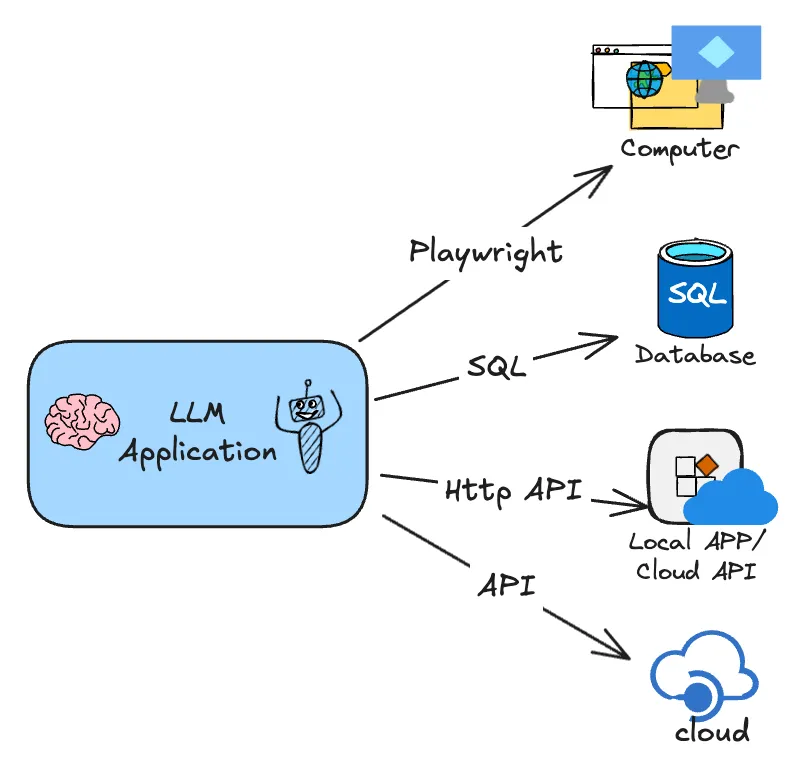 Computer
Playwright
SQL
Database
SQL
LLM
Application
Http API
Local APP/
Cloud API
API
cloud